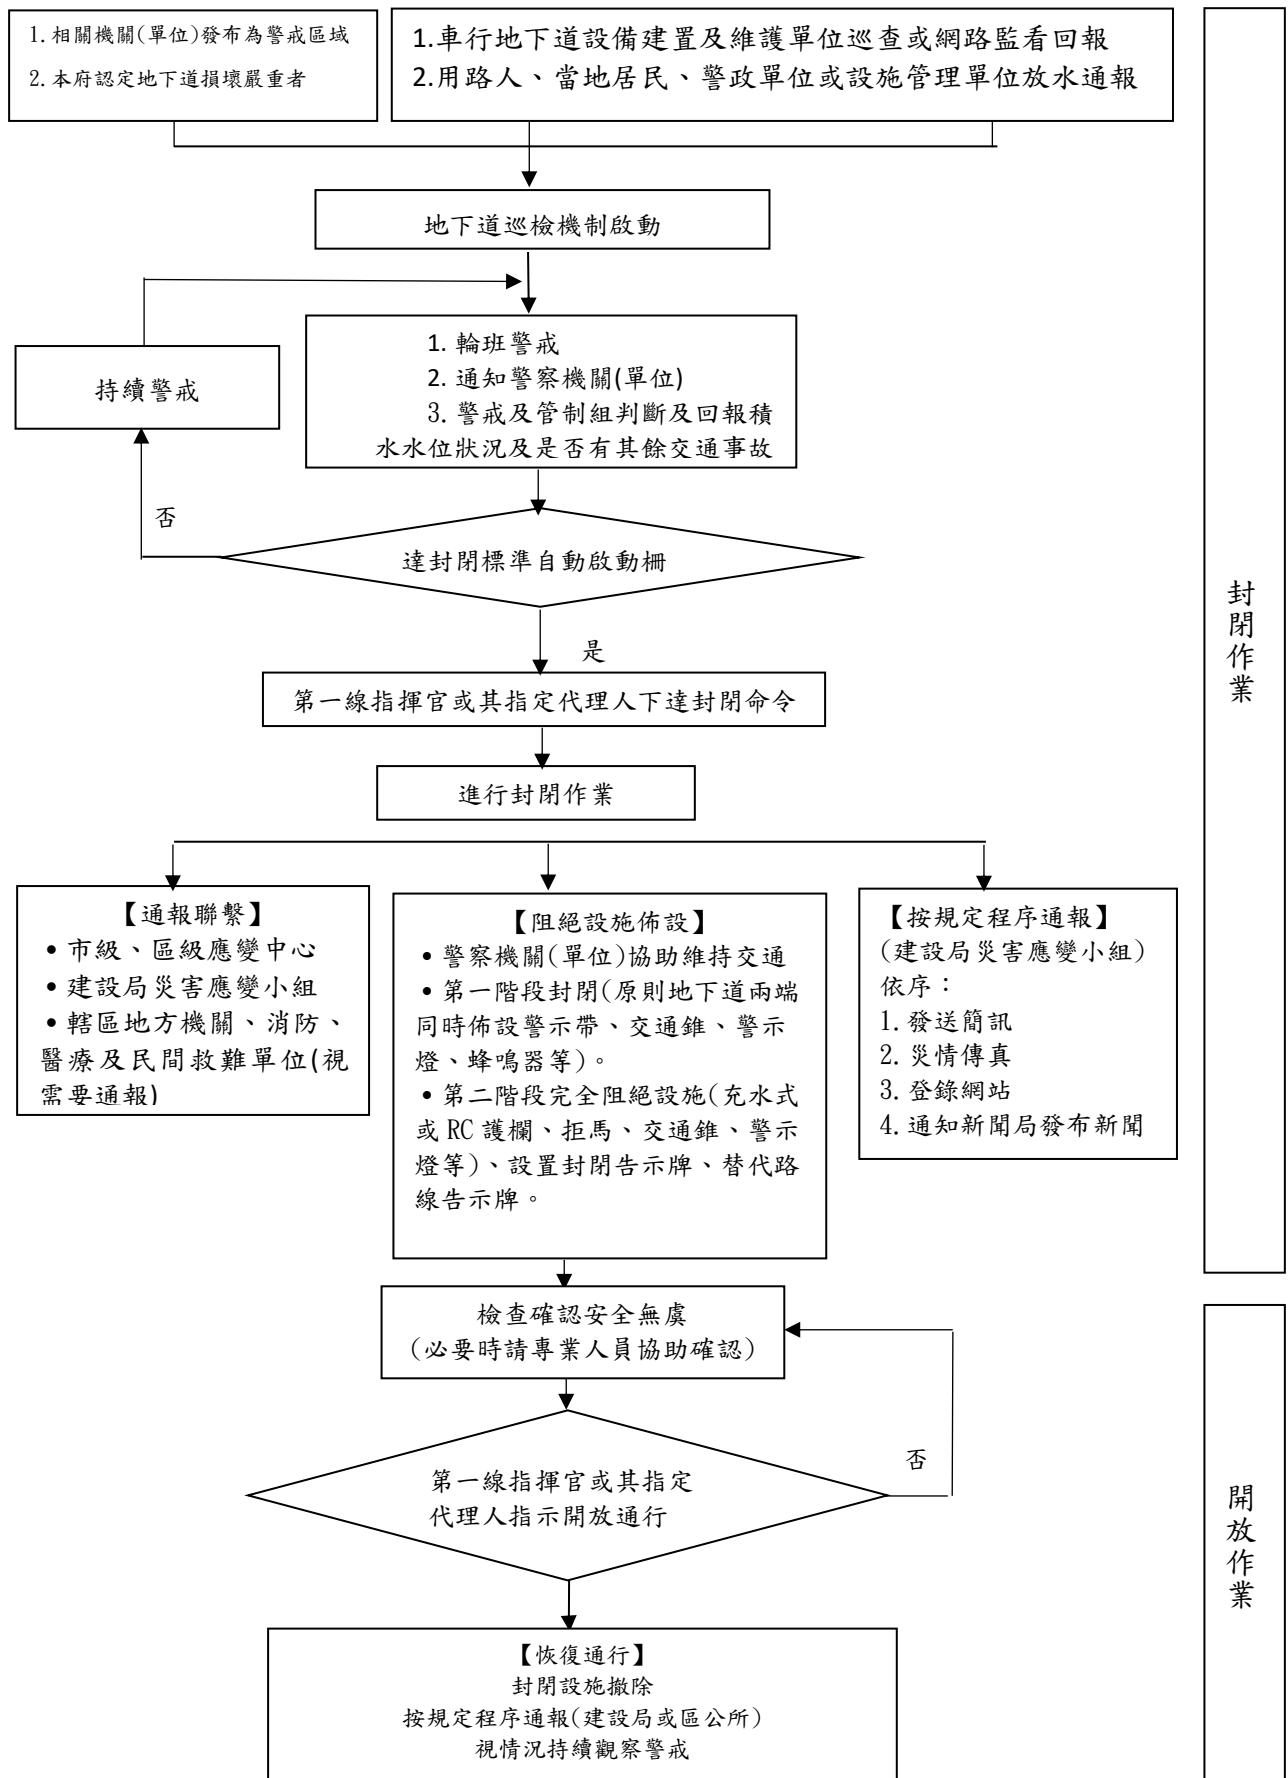 1.相關機關(單位)發布為警戒區域
2.本府認定地下道損壞嚴重者
1.車行地下道設備建置及維護單位巡查或網路監看回報
2.用路人、當地居民、警政單位或設施管理單位放水通報
地下道巡檢機制啟動
1. 輪班警戒
2. 通知警察機關(單位)
3. 警戒及管制組判斷及回報積
水水位狀況及是否有其餘交通事故
持續警戒
否
達封閉標準自動啟動柵
是
第一線指揮官或其指定代理人下達封閉命令
進行封閉作業
【通報聯繫】
• 市級、區級應變中心
• 建設局災害應變小組
• 轄區地方機關、消防、
醫療及民間救難單位(視
需要通報)
【阻絕設施佈設】
• 警察機關(單位)協助維持交通
• 第一階段封閉(原則地下道兩端
同時佈設警示帶、交通錐、警示
燈、蜂鳴器等)。
• 第二階段完全阻絕設施(充水式
或 RC 護欄、拒馬、交通錐、警示
燈等)、設置封閉告示牌、替代路
線告示牌。
【按規定程序通報】
(建設局災害應變小組)
依序：
1.發送簡訊
2.災情傳真
3.登錄網站
4.通知新聞局發布新聞
封閉作業
檢查確認安全無虞
(必要時請專業人員協助確認)
否
第一線指揮官或其指定
代理人指示開放通行
【恢復通行】
封閉設施撤除
按規定程序通報(建設局或區公所)
視情況持續觀察警戒
開放作業